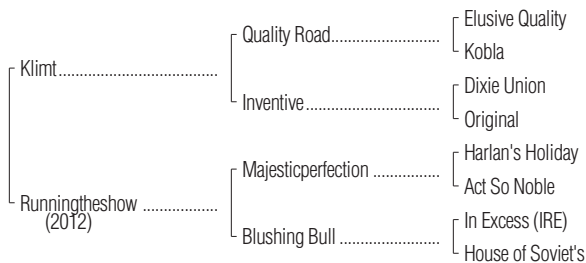 Elusive Quality
Quality Road........................
Kobla
Klimt...................................
Dixie Union
Inventive.............................
Original
Harlan's Holiday
Majesticperfection ...............
Act So Noble
Runningtheshow ................
(2012)
In Excess (IRE)
Blushing Bull ......................
House of Soviet's